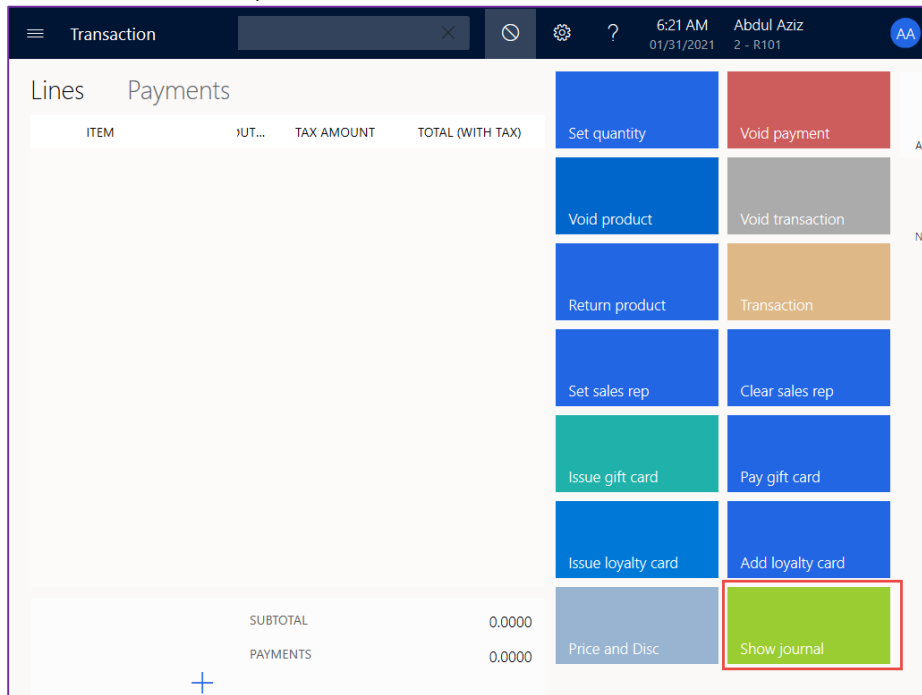 Transaction
6:21 AM
01/31/2021
Abdul Aziz
2 - R101
AA
Lines Payments
ITEM TAX AMOUNT TOTAL (WITH TAX)
Set quantity Void payment
Void product Void transaction
Return product Transaction
Set sales rep Clear sales rep
Issue gift card Pay gift card
Issue loyalty card Add loyalty card
Price and Disc Show journal
SUBTOTAL 0.0000
PAYMENTS 0.0000